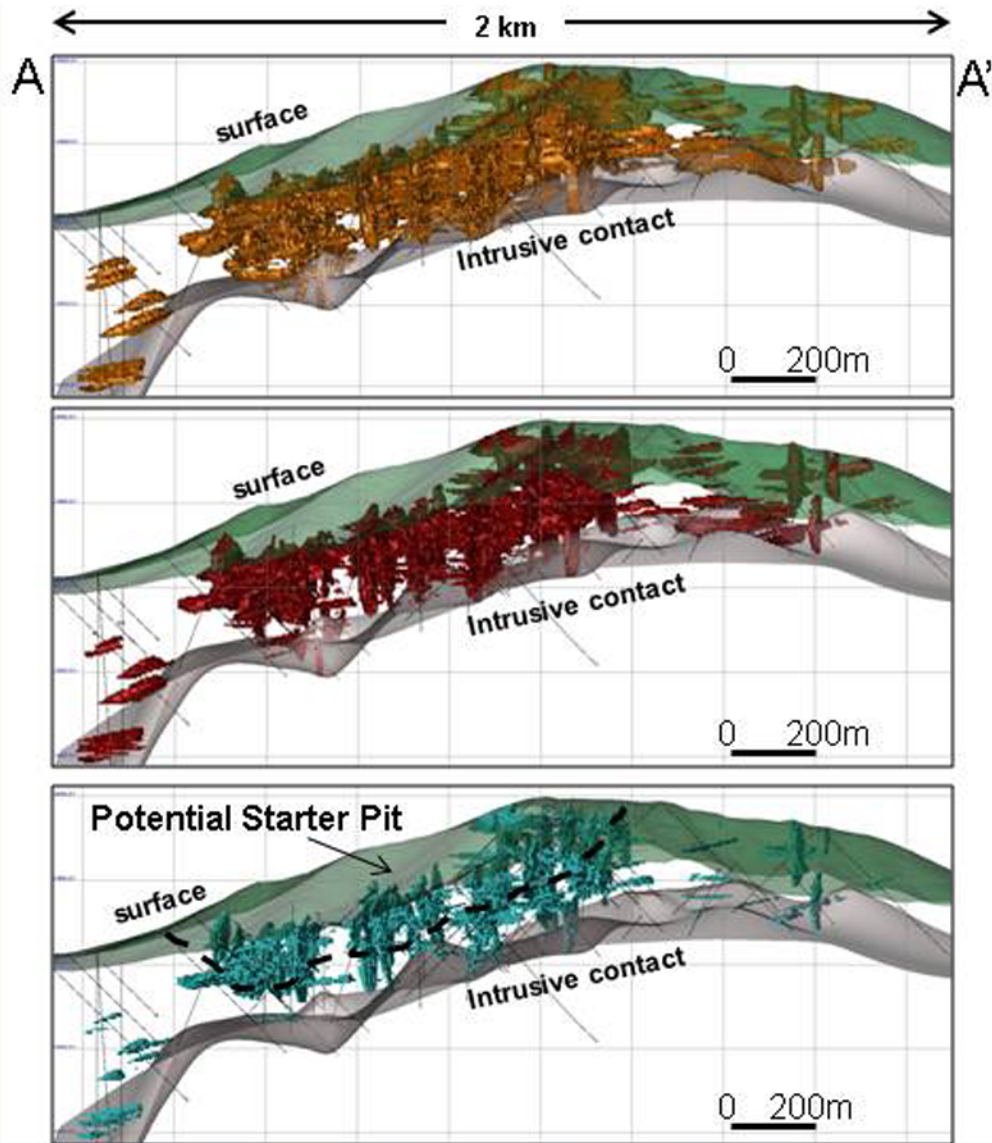 2 km
A
A'
surface
Intrusive contact
0 200m
surface
Intrusive contact
0 200m
Potential Starter Pit
surface
Intrusive contact
0 200m